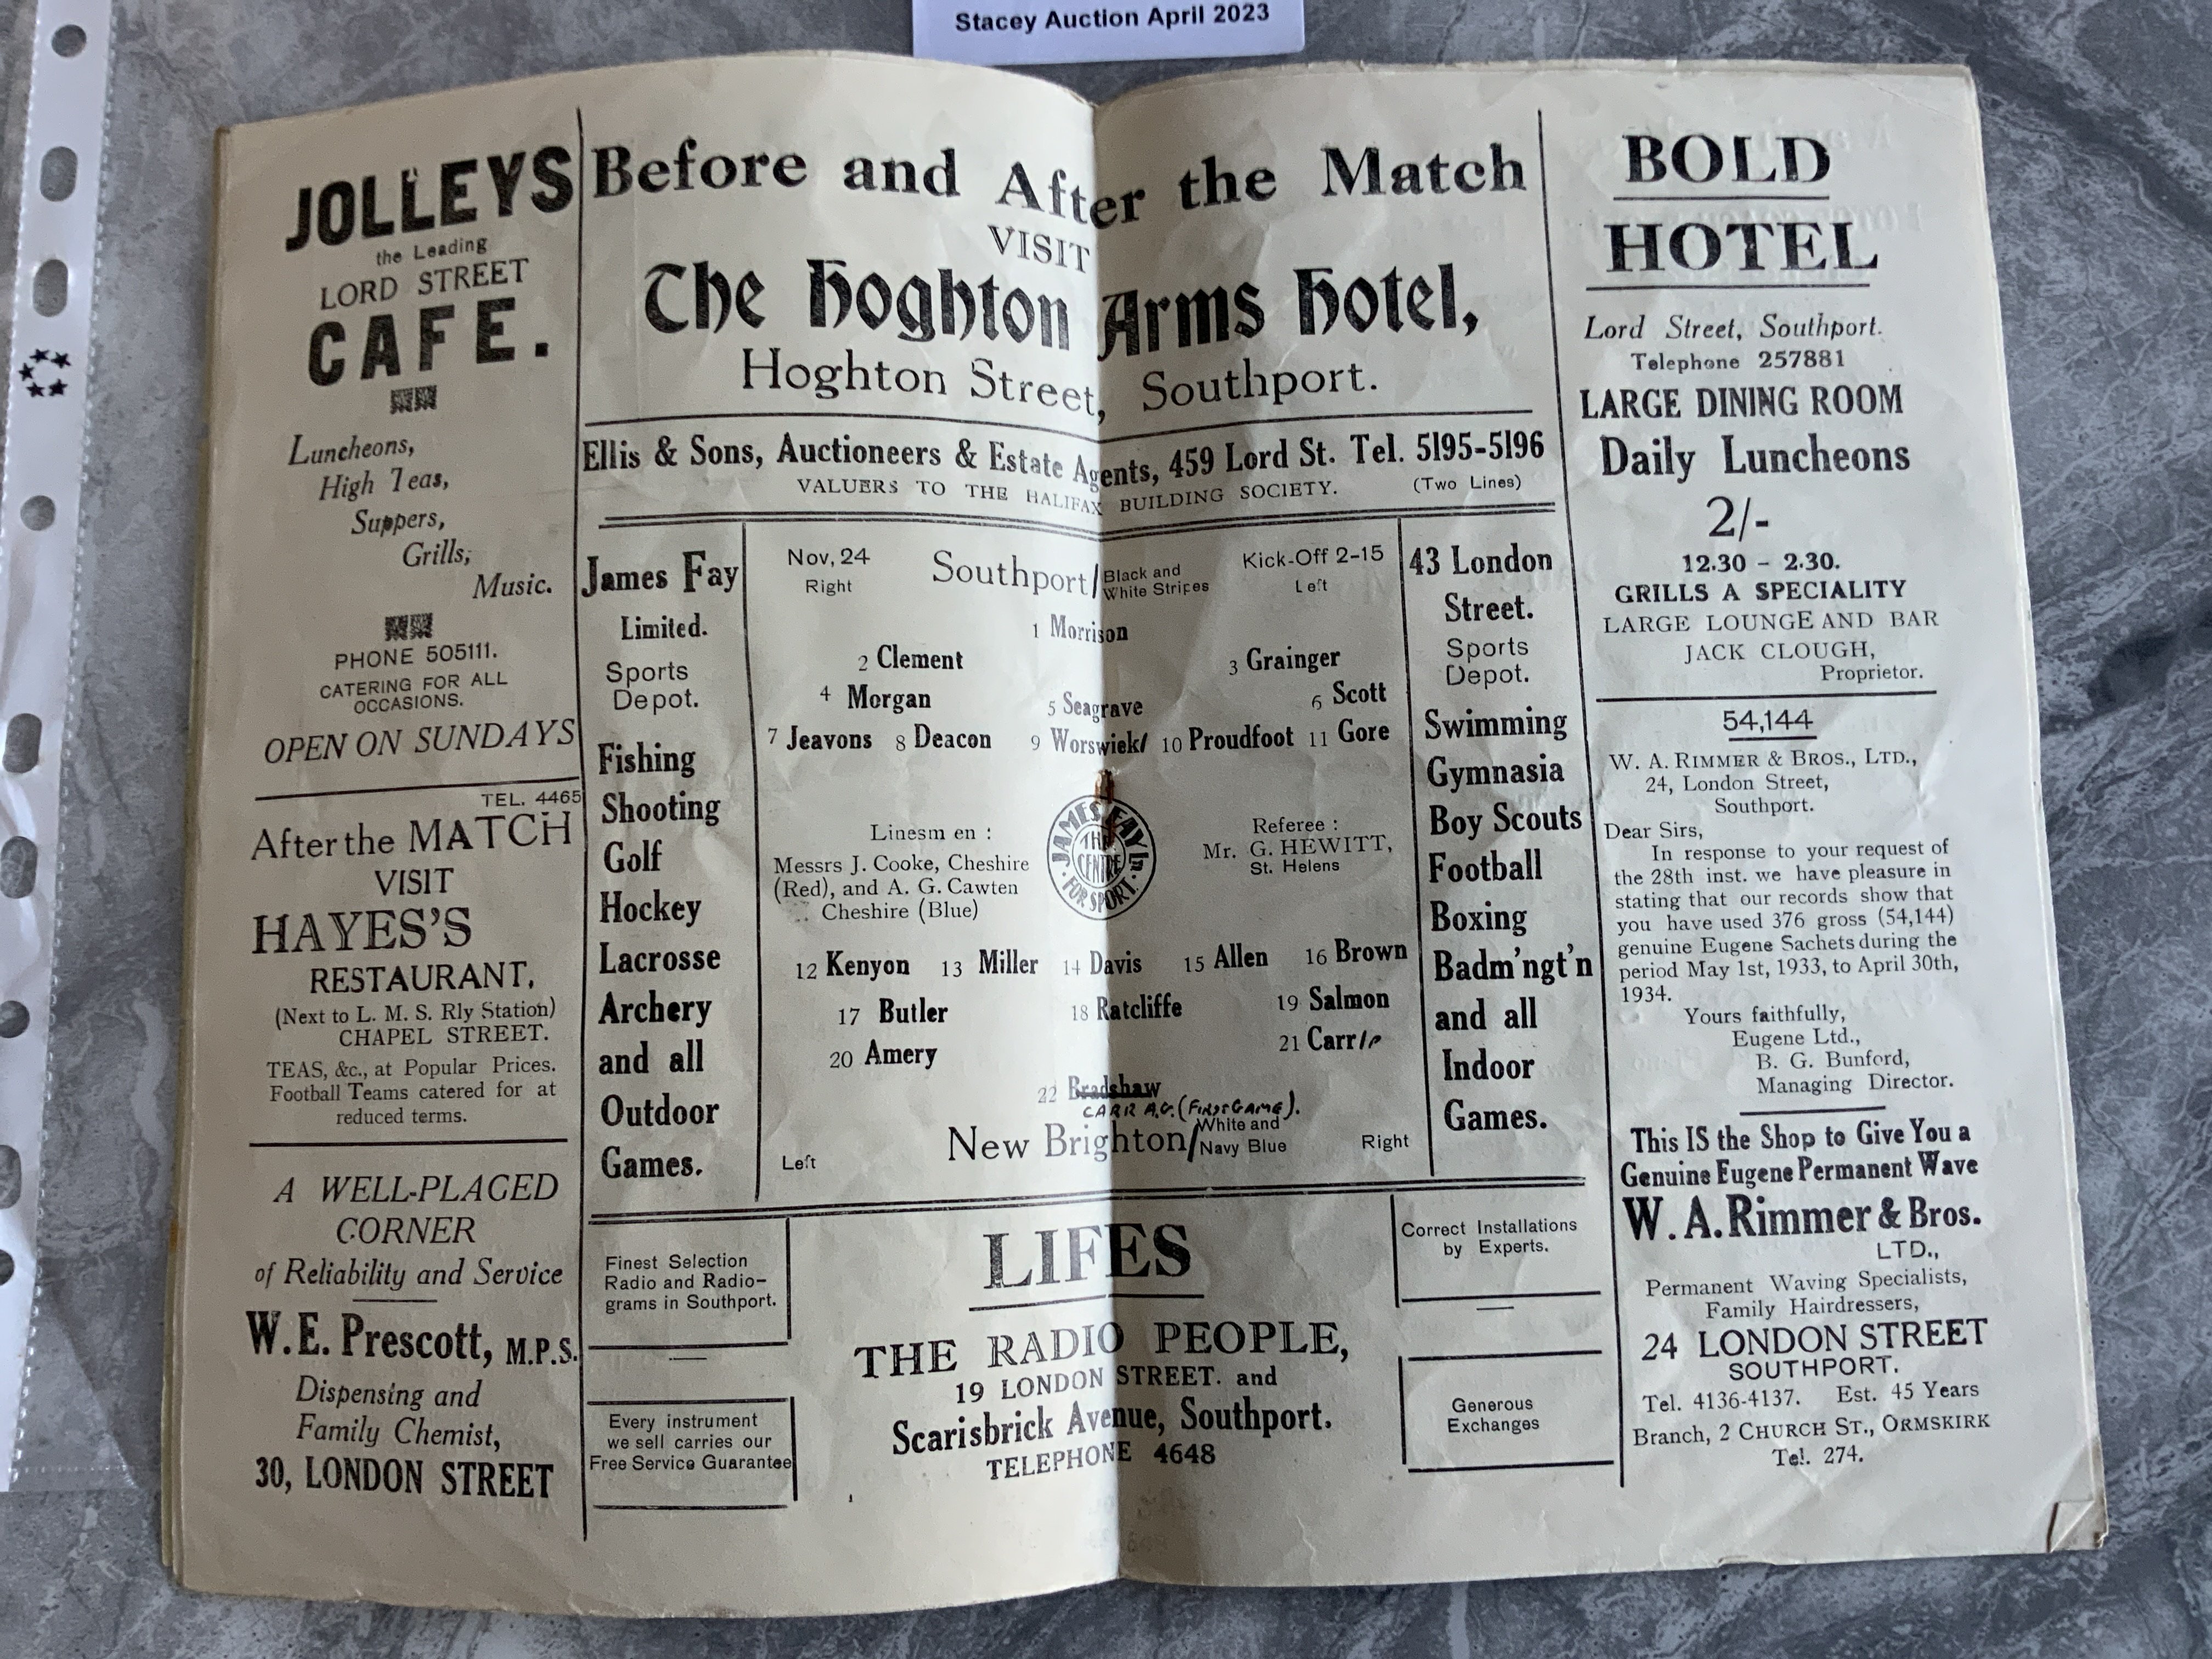 Stacey Auction April 2023
JOLLEYS
the Leading
LORD STREET
CAFE.
Luncheons,
High Teas,
Suppers,
Grills,
Music.
PHONE 505111.
CATERING FOR ALL
OCCASIONS.
OPEN ON SUNDAYS
TEL. 4465
After the MATCH
VISIT
HAYES'S
RESTAURANT,
(Next to L. M. S. Rly Station)
CHAPEL STREET.
TEAS, &c., at Popular Prices.
Football Teams catered for at
reduced terms.
A WELL-PLACED
CORNER
of Reliability and Service
W.E. Prescott, M.P.S.
Dispensing and
Family Chemist,
30, LONDON STREET
Before and After the Match
VISIT
The Hoghton Arms Hotel,
Hoghton Street, Southport.
Ellis & Sons, Auctioneers & Estate Agents, 459 Lord St. Tel. 5195-5196
VALUERS TO THE HALIFAX BUILDING SOCIETY. (Two Lines)
James Fay
Limited.
Sports
Depot.
Fishing
Shooting
Golf
Hockey
Lacrosse
Archery
and all
Outdoor
Games.
Nov, 24 Southport/ Black and White Stripes Kick-Off 2-15
Right Left
1 Morrison
2 Clement 3 Grainger
4 Morgan 5 Seagrave 6 Scott
7 Jeavons 8 Deacon 9 Worswick/ 10 Proudfoot 11 Gore
Linesm en :
Messrs J. Cooke, Cheshire
(Red), and A. G. Cawten
Cheshire (Blue)
JAMES FAY Ln.
THE
CENTRE
FOR SPORT.
Referee :
Mr. G. HEWITT,
St. Helens
12 Kenyon 13 Miller 14 Davis 15 Allen 16 Brown
17 Butler 18 Ratcliffe 19 Salmon
20 Amery 21 Carr/P
22 Bradshaw
CARR A.G. (FIRST GAME).
New Brighton/ White and Navy Blue
Left Right
43 London
Street.
Sports
Depot.
Swimming
Gymnasia
Boy Scouts
Football
Boxing
Badm'ngt'n
and all
Indoor
Games.
Finest Selection
Radio and Radio-
grams in Southport.
Every instrument
we sell carries our
Free Service Guarantee
LIFES
THE RADIO PEOPLE,
19 LONDON STREET. and
Scarisbrick Avenue, Southport.
TELEPHONE 4648
Correct Installations
by Experts.
Generous
Exchanges
BOLD
HOTEL
Lord Street, Southport.
Telephone 257881
LARGE DINING ROOM
Daily Luncheons
2/-
12.30 - 2.30.
GRILLS A SPECIALITY
LARGE LOUNGE AND BAR
JACK CLOUGH,
Proprietor.
54,144
W. A. RIMMER & BROS., LTD.,
24, London Street,
Southport.
Dear Sirs,
In response to your request of
the 28th inst. we have pleasure in
stating that our records show that
you have used 376 gross (54,144)
genuine Eugene Sachets during the
period May 1st, 1933, to April 30th,
1934.
Yours faithfully,
Eugene Ltd.,
B. G. Bunford,
Managing Director.
This IS the Shop to Give You a
Genuine Eugene Permanent Wave
W. A. Rimmer & Bros.
LTD.,
Permanent Waving Specialists,
Family Hairdressers,
24 LONDON STREET
SOUTHPORT.
Tel. 4136-4137. Est. 45 Years
Branch, 2 CHURCH ST., ORMSKIRK
Tel. 274.